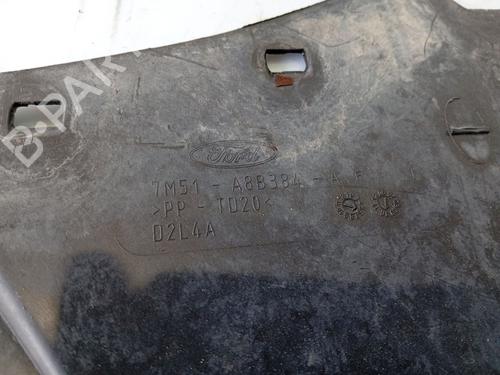 B-PARTS
Ford
7M51 - A8B384 - A F
>PP - TD20<
D2L4A